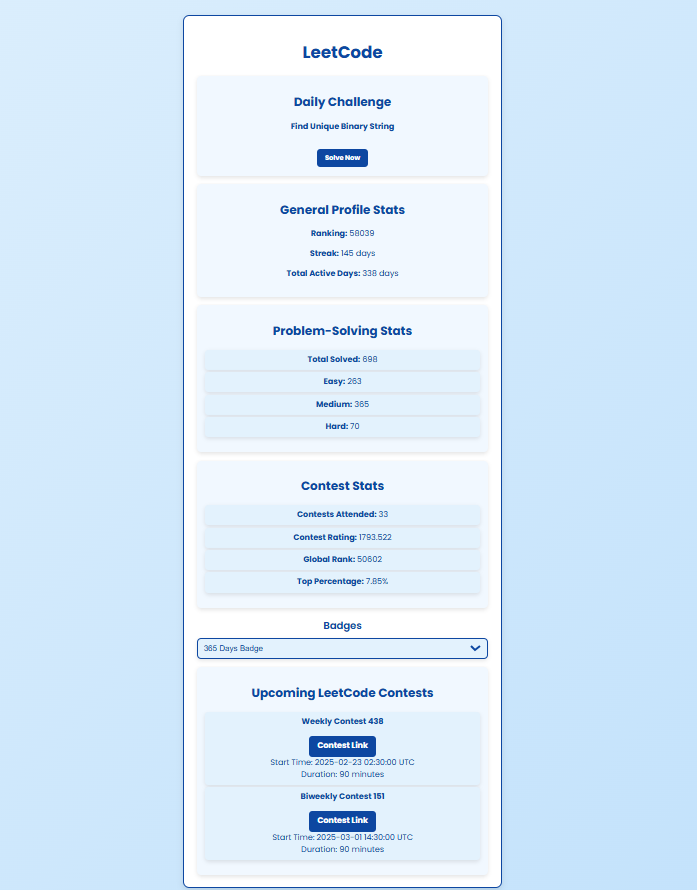 LeetCode
Daily Challenge
Find Unique Binary String
Solve Now
General Profile Stats
Ranking: 58039
Streak: 145 days
Total Active Days: 338 days
Problem-Solving Stats
Total Solved: 698
Easy: 263
Medium: 365
Hard: 70
Contest Stats
Contests Attended: 33
Contest Rating: 1793.522
Global Rank: 50602
Top Percentage: 7.85%
Badges
365 Days Badge
Upcoming LeetCode Contests
Weekly Contest 438
Contest Link
Start Time: 2025-02-23 02:30:00 UTC
Duration: 90 minutes
Biweekly Contest 151
Contest Link
Start Time: 2025-03-01 14:30:00 UTC
Duration: 90 minutes